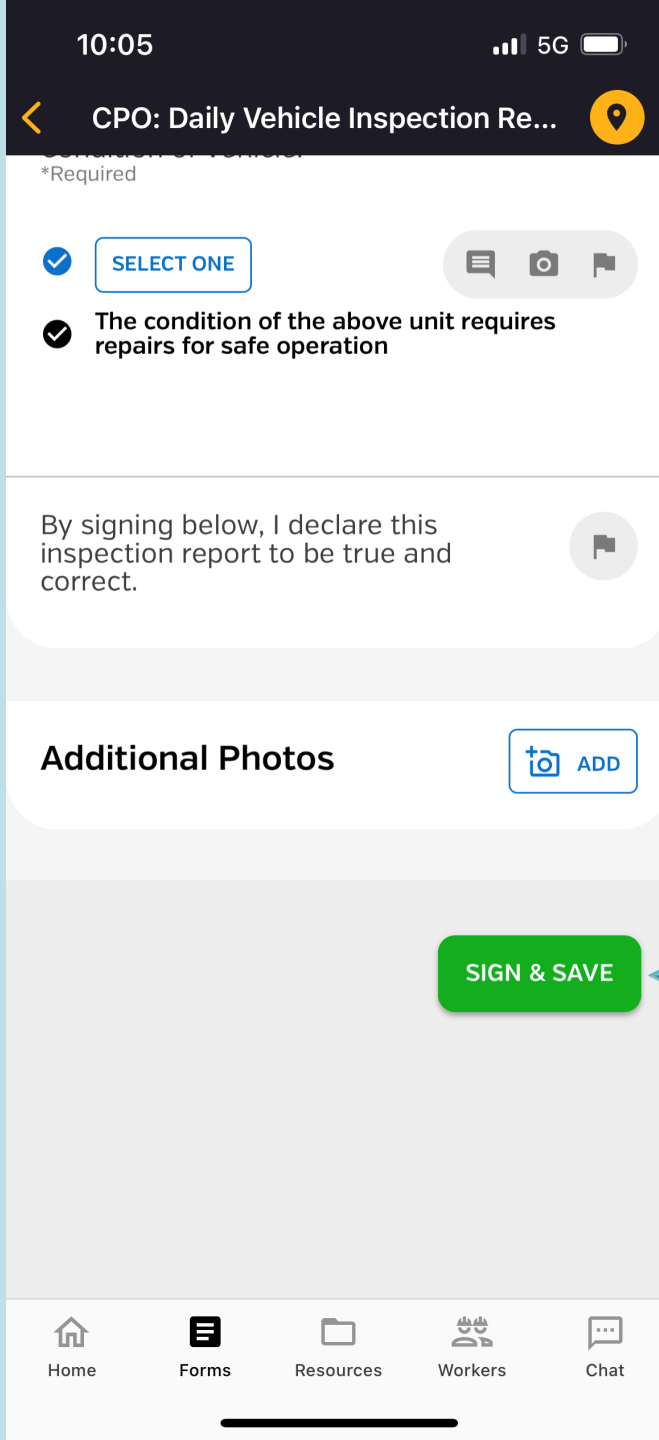 10:05
5G
CPO: Daily Vehicle Inspection Re...
*Required
SELECT ONE
The condition of the above unit requires
repairs for safe operation
By signing below, I declare this
inspection report to be true and
correct.
Additional Photos
ADD
SIGN & SAVE
Home
Forms
Resources
Workers
Chat